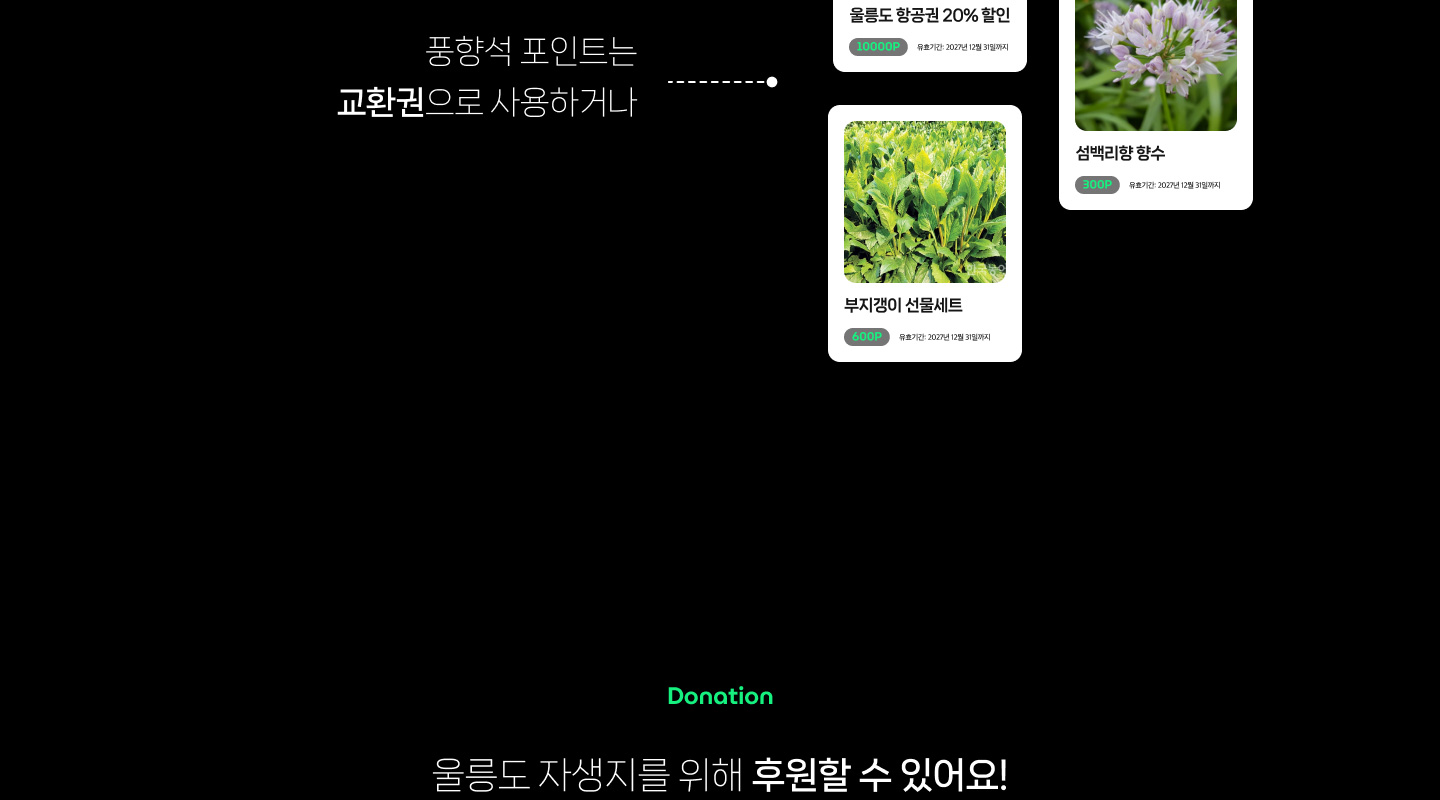 풍향석 포인트는
교환권으로 사용하거나
울릉도 항공권 20% 할인
10000P 유효기간: 2027년 12월 31일까지
섬백리향 향수
300P 유효기간: 2027년 12월 31일까지
부지갱이 선물세트
600P 유효기간: 2027년 12월 31일까지
Donation
울릉도 자생지를 위해 후원할 수 있어요!